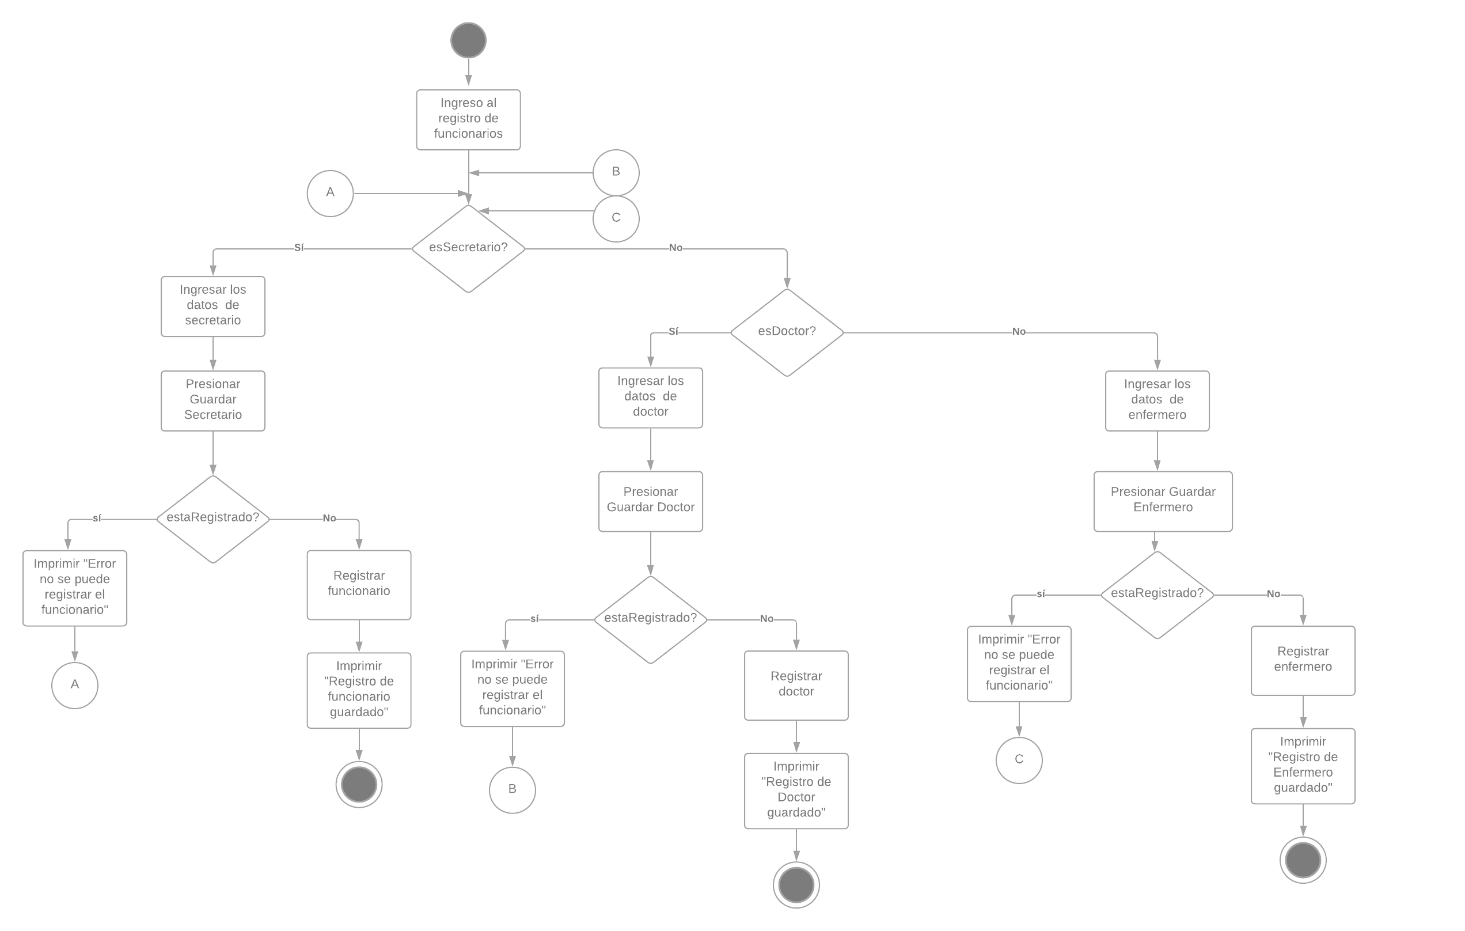 Ingreso al
registro de
funcionarios
B
A
C
esSecretario?
Sí
No
Ingresar los
datos de
secretario
esDoctor?
Sí
No
Presionar
Guardar
Secretario
Ingresar los
datos de
doctor
Ingresar los
datos de
enfermero
estaRegistrado?
sí
No
Presionar
Guardar Doctor
Presionar Guardar
Enfermero
Imprimir "Error
no se puede
registrar el
funcionario"
Registrar
funcionario
estaRegistrado?
sí
No
estaRegistrado?
sí
No
A
Imprimir
"Registro de
funcionario
guardado"
Imprimir "Error
no se puede
registrar el
funcionario"
Registrar
doctor
Imprimir "Error
no se puede
registrar el
funcionario"
Registrar
enfermero
B
Imprimir
"Registro de
Doctor
guardado"
C
Imprimir
"Registro de
Enfermero
guardado"